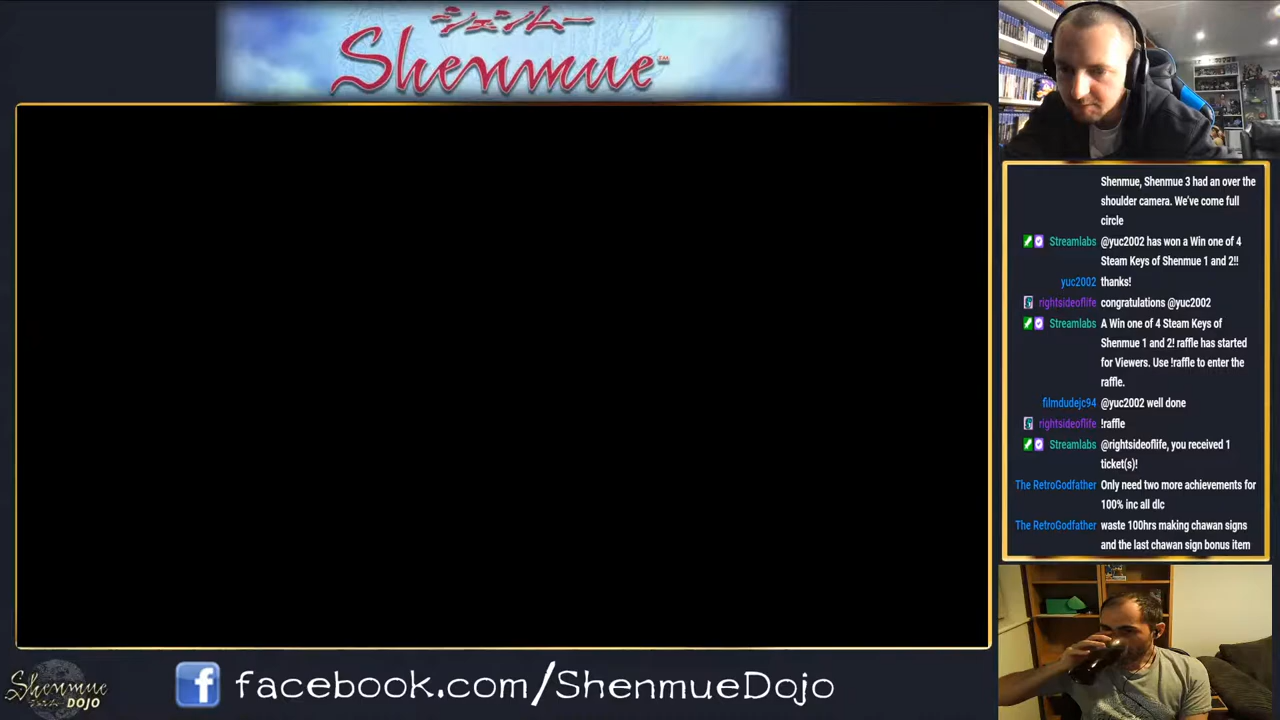 シェンムー
Shenmue™
Shenmue, Shenmue 3 had an over the
shoulder camera. We've come full
circle
Streamlabs @yuc2002 has won a Win one of 4
Steam Keys of Shenmue 1 and 2!!
yuc2002 thanks!
rightsideoflife congratulations @yuc2002
Streamlabs A Win one of 4 Steam Keys of
Shenmue 1 and 2! raffle has started
for Viewers. Use !raffle to enter the
raffle.
filmdudejc94 @yuc2002 well done
rightsideoflife !raffle
Streamlabs @rightsideoflife, you received 1
ticket(s)!
The RetroGodfather Only need two more achievements for
100% inc all dlc
The RetroGodfather waste 100hrs making chawan signs
and the last chawan sign bonus item
Shenmue
DOJO
f facebook.com/ShenmueDojo